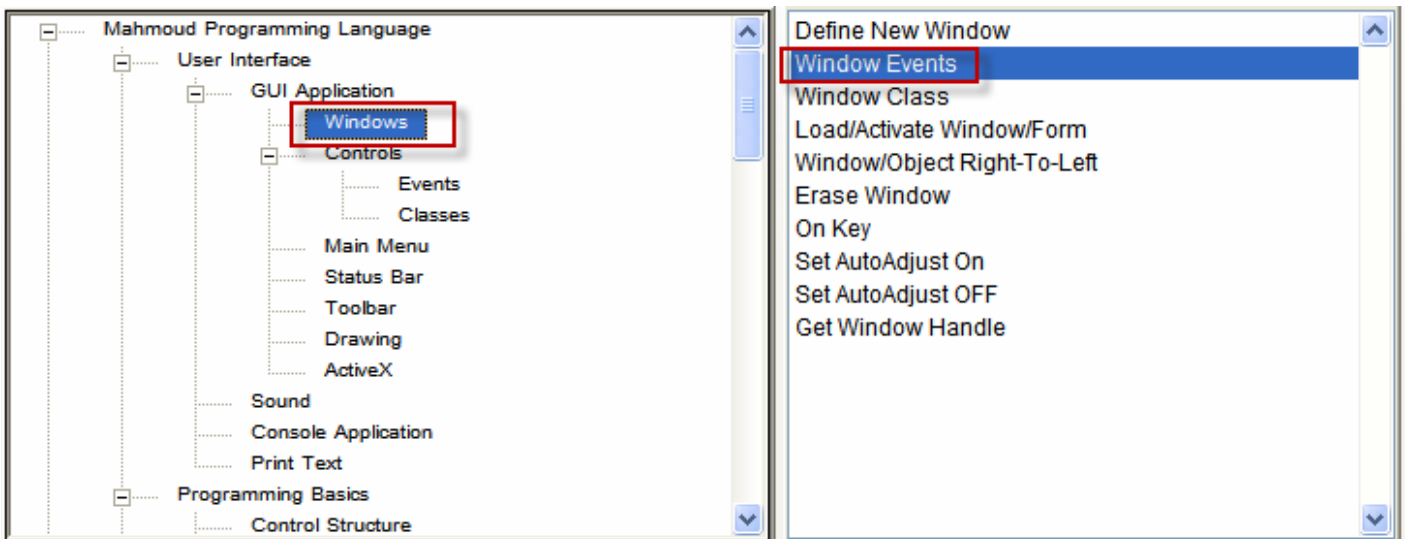 Mahmoud Programming Language
User Interface
GUI Application
Windows
Controls
Events
Classes
Main Menu
Status Bar
Toolbar
Drawing
ActiveX
Sound
Console Application
Print Text
Programming Basics
Control Structure
Define New Window
Window Events
Window Class
Load/Activate Window/Form
Window/Object Right-To-Left
Erase Window
On Key
Set AutoAdjust On
Set AutoAdjust OFF
Get Window Handle